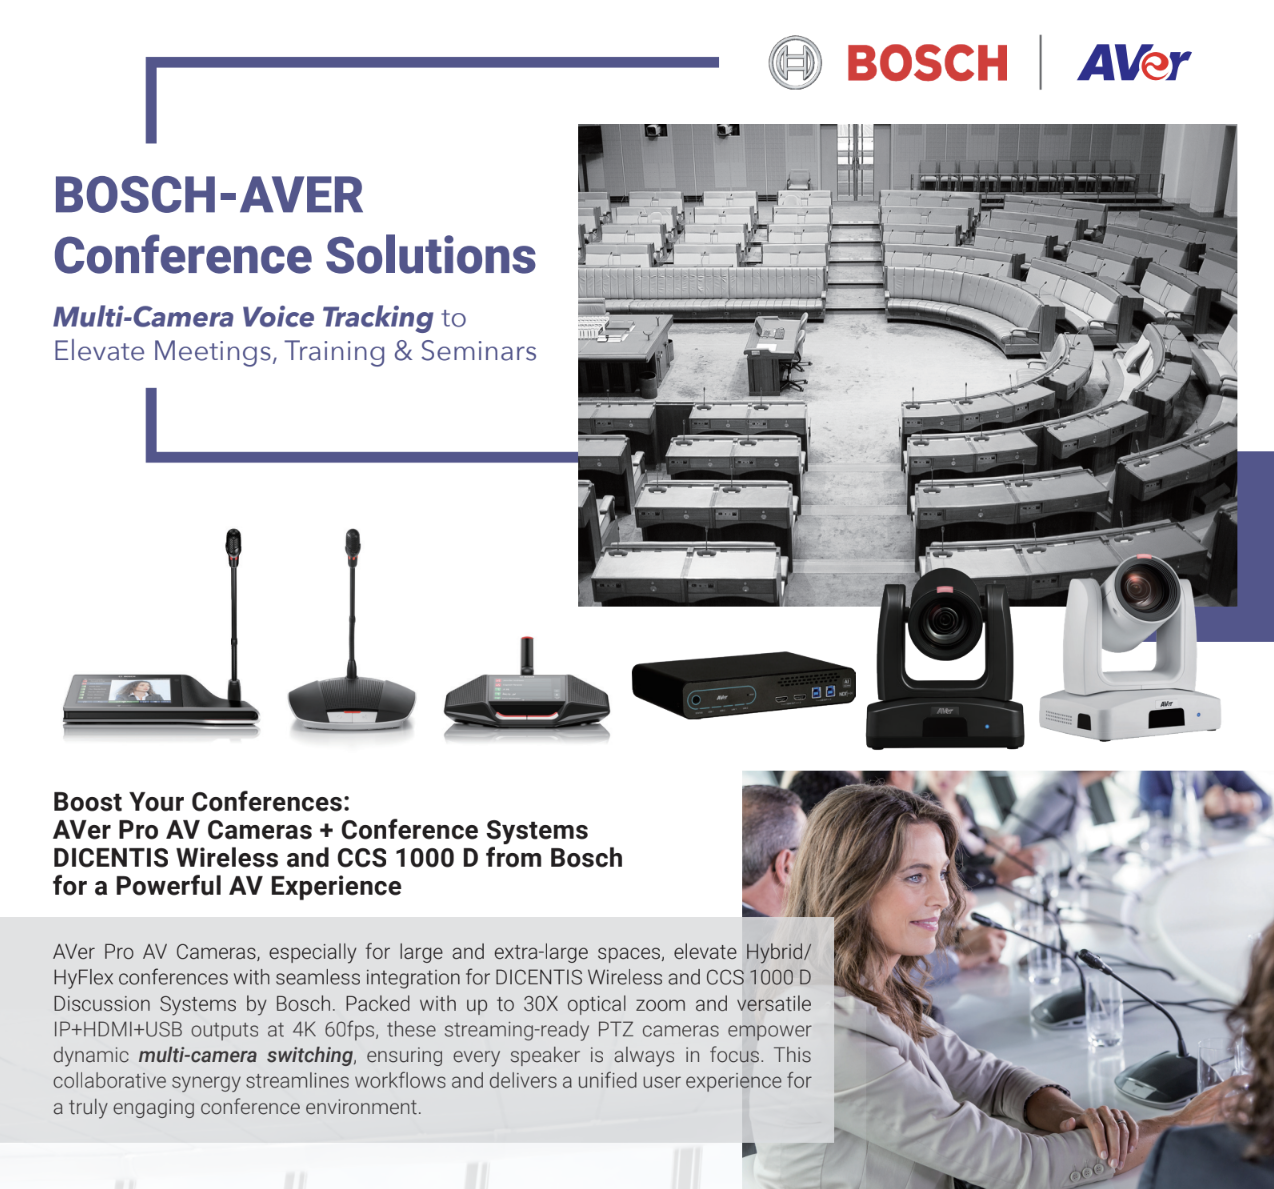 BOSCH | AVer
BOSCH-AVER
Conference Solutions
Multi-Camera Voice Tracking to
Elevate Meetings, Training & Seminars
AVer
AVer
AVer
Boost Your Conferences:
AVer Pro AV Cameras + Conference Systems
DICENTIS Wireless and CCS 1000 D from Bosch
for a Powerful AV Experience
AVer Pro AV Cameras, especially for large and extra-large spaces, elevate Hybrid/
HyFlex conferences with seamless integration for DICENTIS Wireless and CCS 1000 D
Discussion Systems by Bosch. Packed with up to 30X optical zoom and versatile
IP+HDMI+USB outputs at 4K 60fps, these streaming-ready PTZ cameras empower
dynamic multi-camera switching, ensuring every speaker is always in focus. This
collaborative synergy streamlines workflows and delivers a unified user experience for
a truly engaging conference environment.